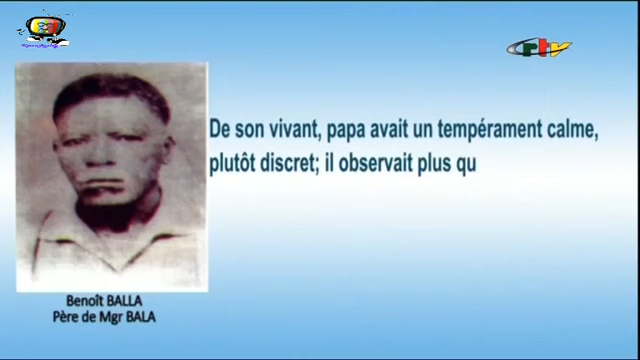 crtv
De son vivant, papa avait un tempérament calme,
plutôt discret; il observait plus qu
Benoît BALLA
Père de Mgr BALA